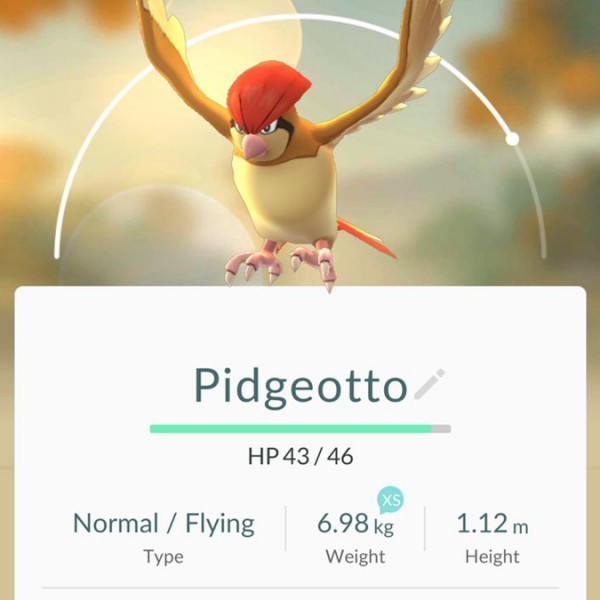 Pidgeotto
HP 43 / 46
XS
Normal / Flying 6.98 kg 1.12 m
Type Weight Height